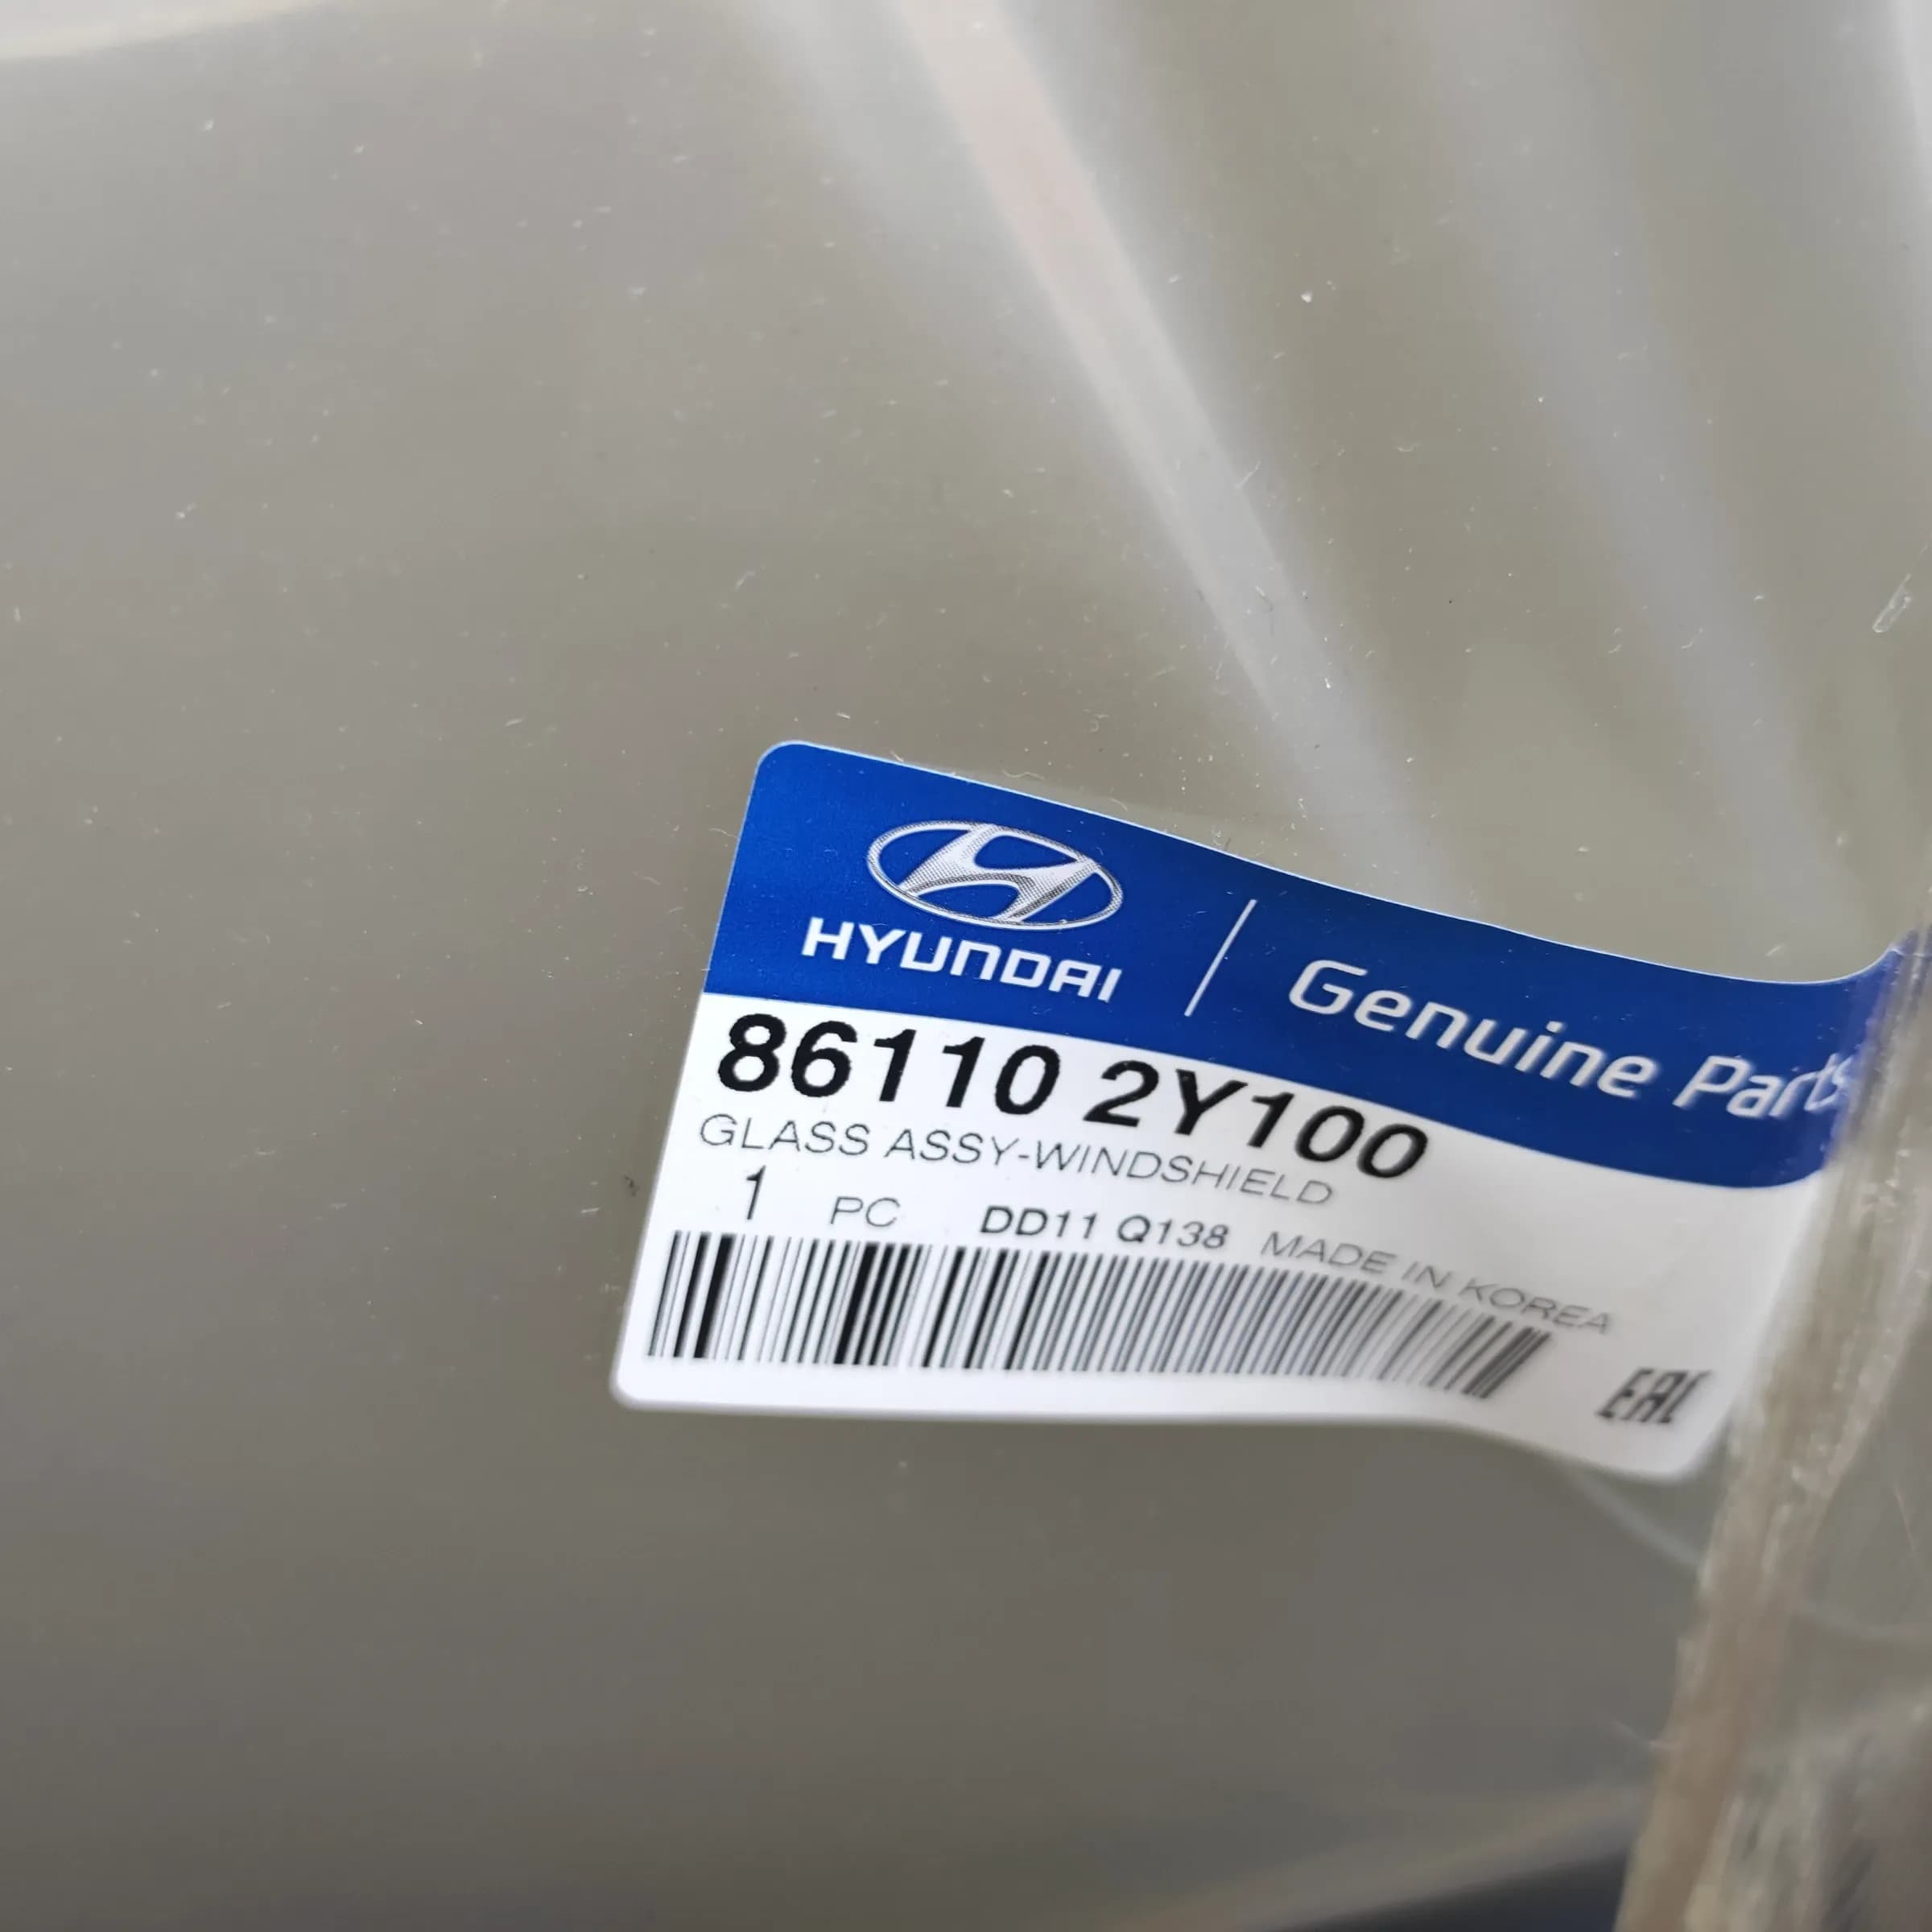 HYUNDAI
Genuine Parts
86110 2Y100
GLASS ASSY-WINDSHIELD
1 PC DD11 Q138 MADE IN KOREA
EAC